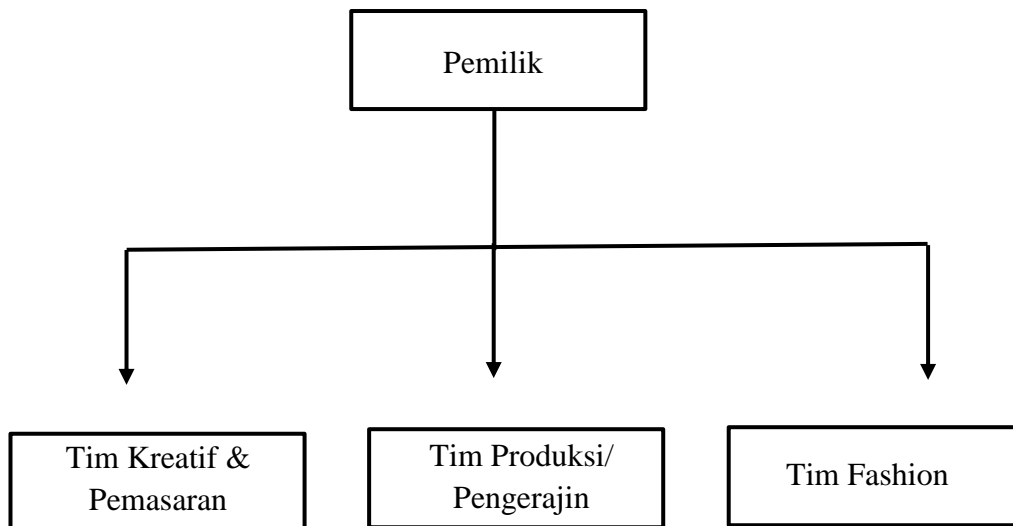 Pemilik
Tim Kreatif &
Pemasaran
Tim Produksi/
Pengerajin
Tim Fashion